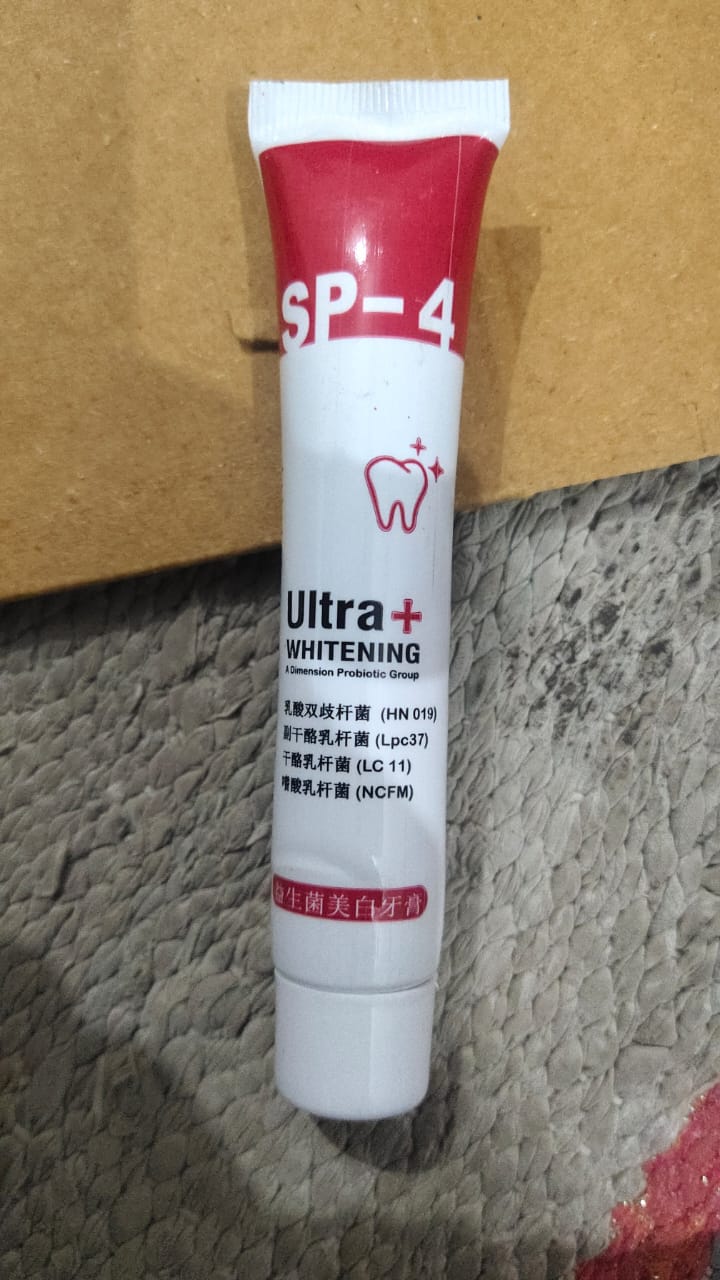 SP-4
Ultra+
WHITENING
A Dimension Probiotic Group
乳酸双歧杆菌 (HN 019)
副干酪乳杆菌 (Lpc37)
干酪乳杆菌 (LC 11)
嗜酸乳杆菌 (NCFM)
益生菌美白牙膏